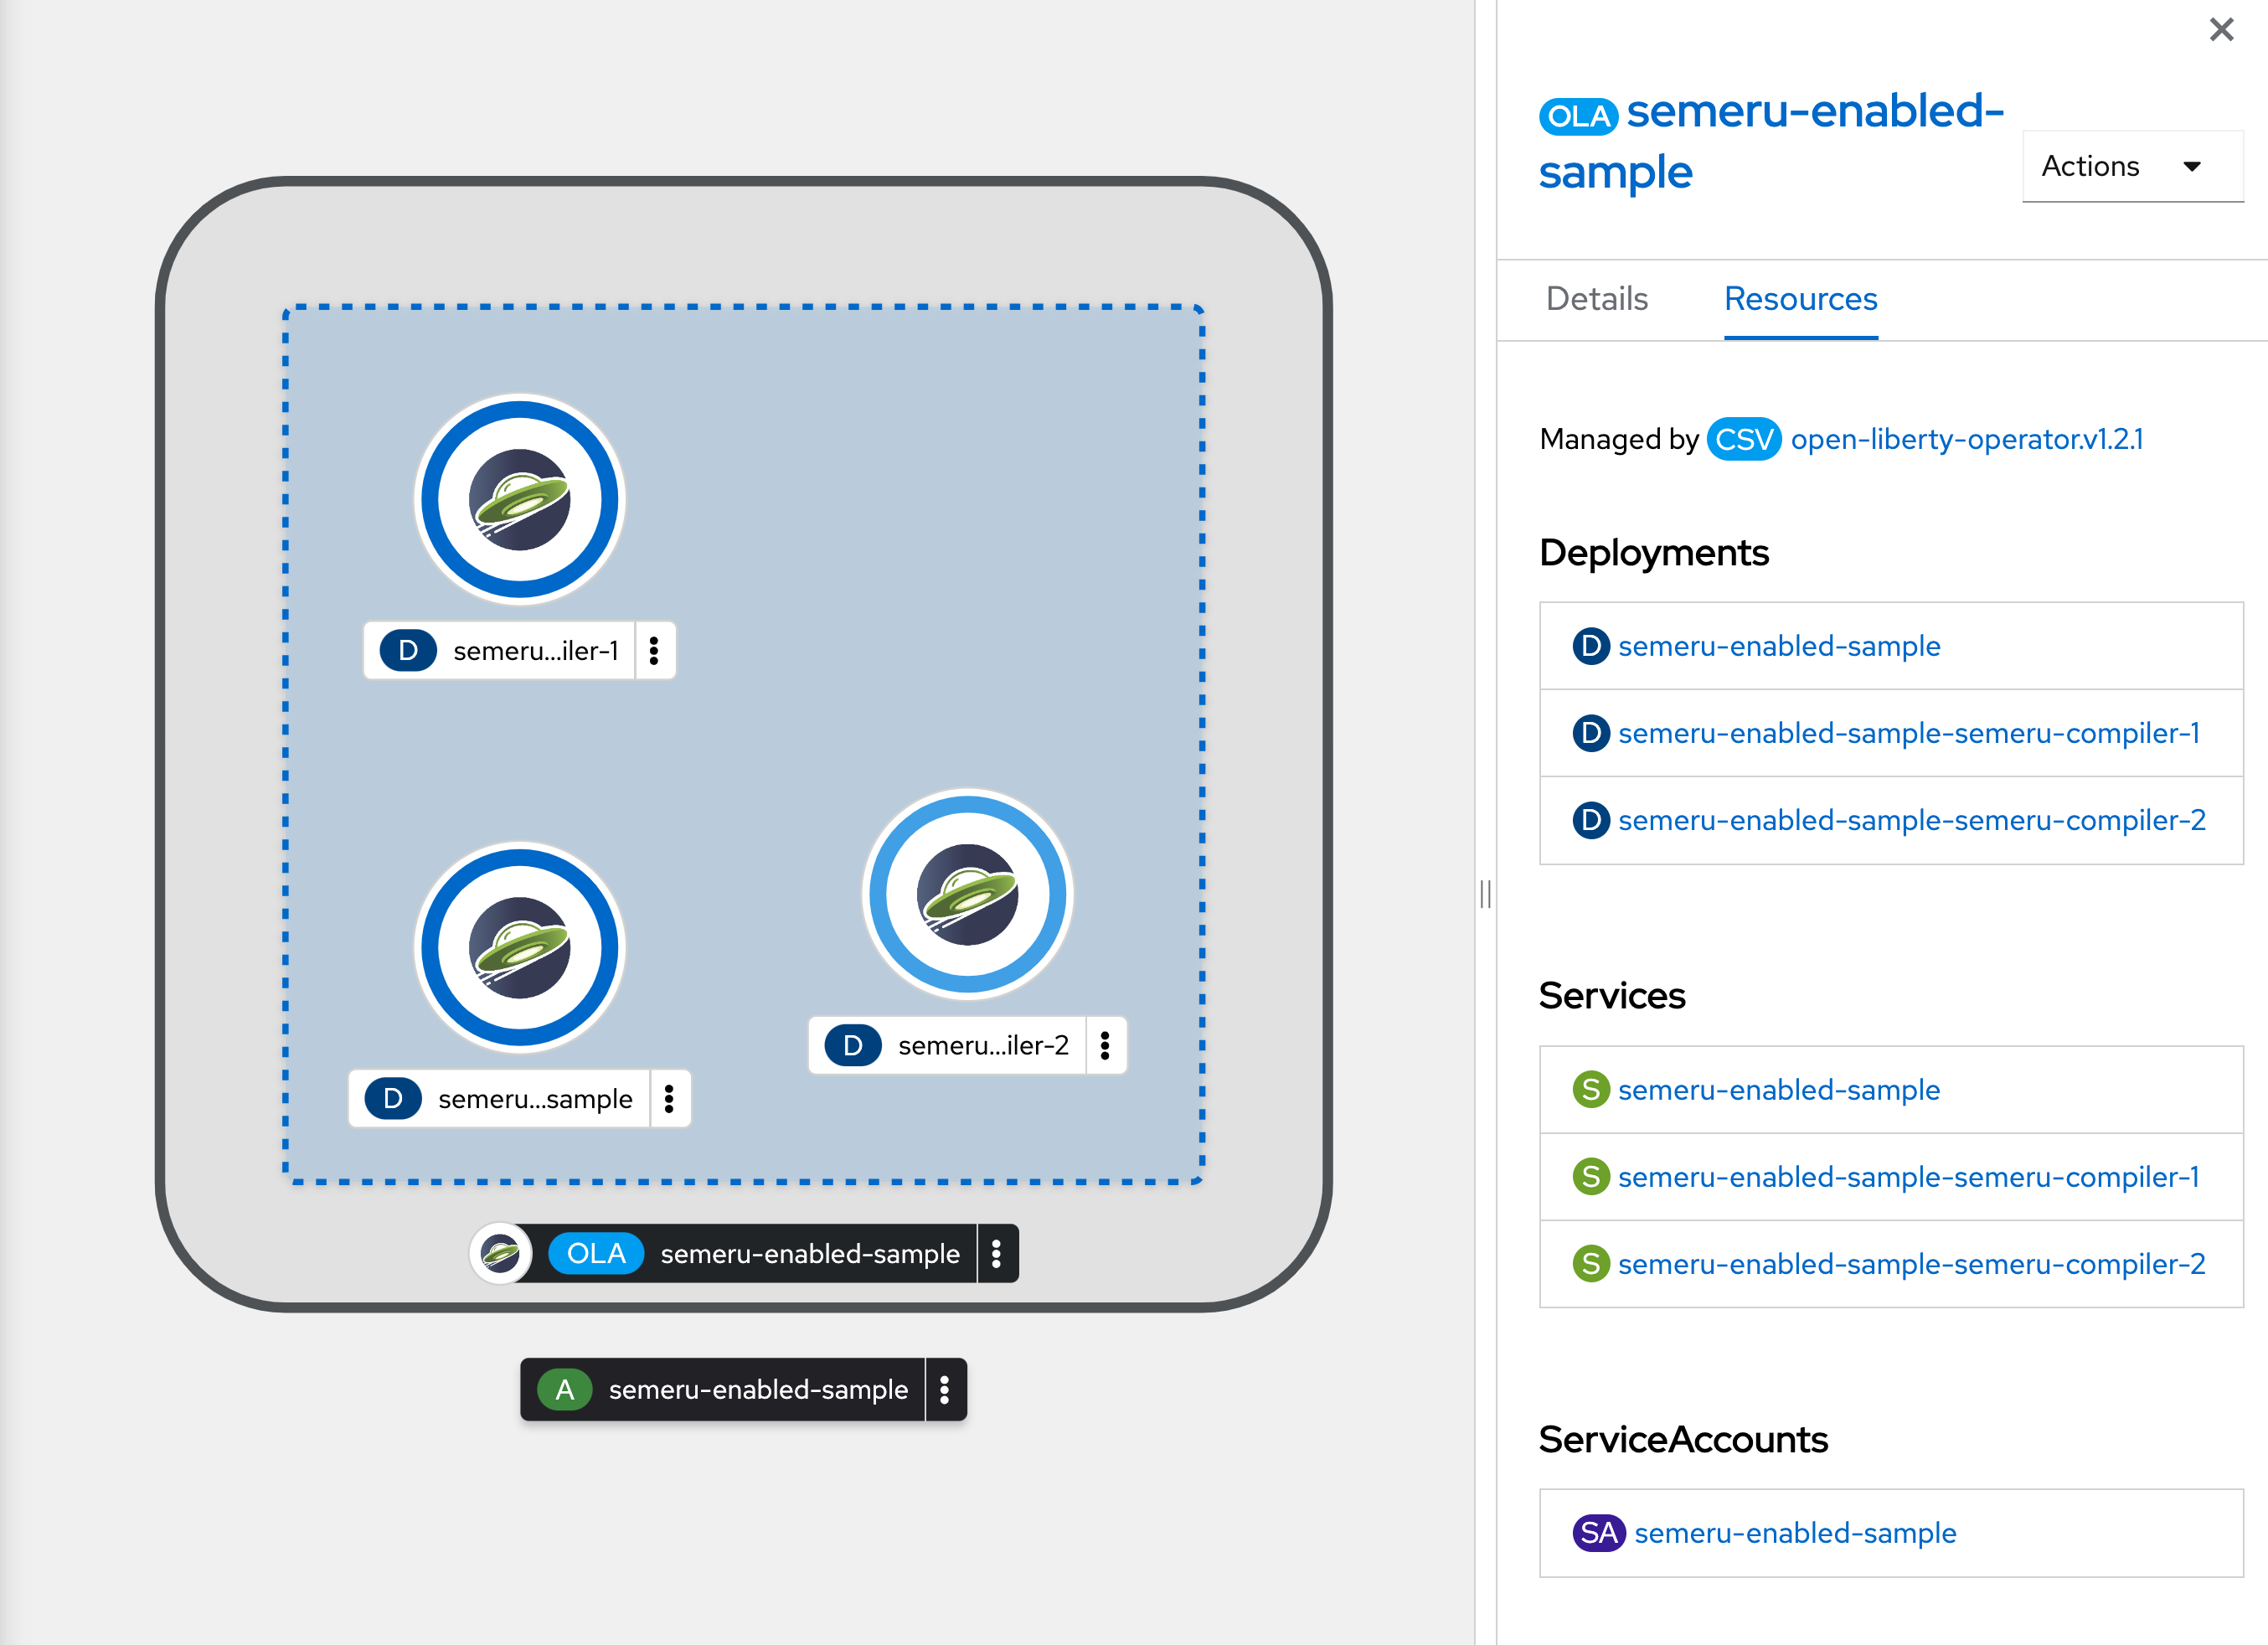 D semeru...iler-1
D semeru...sample
D semeru...iler-2
OLA semeru-enabled-sample
A semeru-enabled-sample
OLA semeru-enabled-
sample
Actions
Details Resources
Managed by CSV open-liberty-operator.v1.2.1
Deployments
D semeru-enabled-sample
D semeru-enabled-sample-semeru-compiler-1
D semeru-enabled-sample-semeru-compiler-2
Services
S semeru-enabled-sample
S semeru-enabled-sample-semeru-compiler-1
S semeru-enabled-sample-semeru-compiler-2
ServiceAccounts
SA semeru-enabled-sample